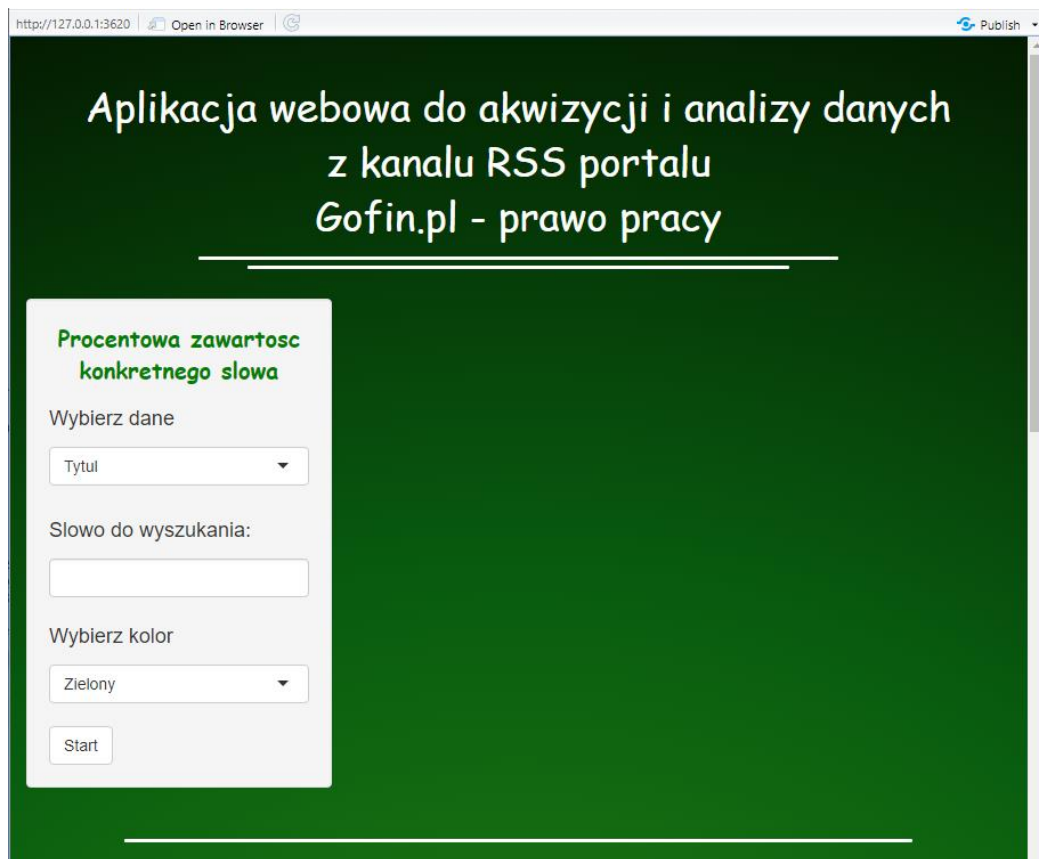 http://127.0.0.1:3620 Open in Browser Publish
Aplikacja webowa do akwizycji i analizy danych
z kanalu RSS portalu
Gofin.pl - prawo pracy
Procentowa zawartosc
konkretnego slowa
Wybierz dane
Tytul
Slowo do wyszukania:
Wybierz kolor
Zielony
Start